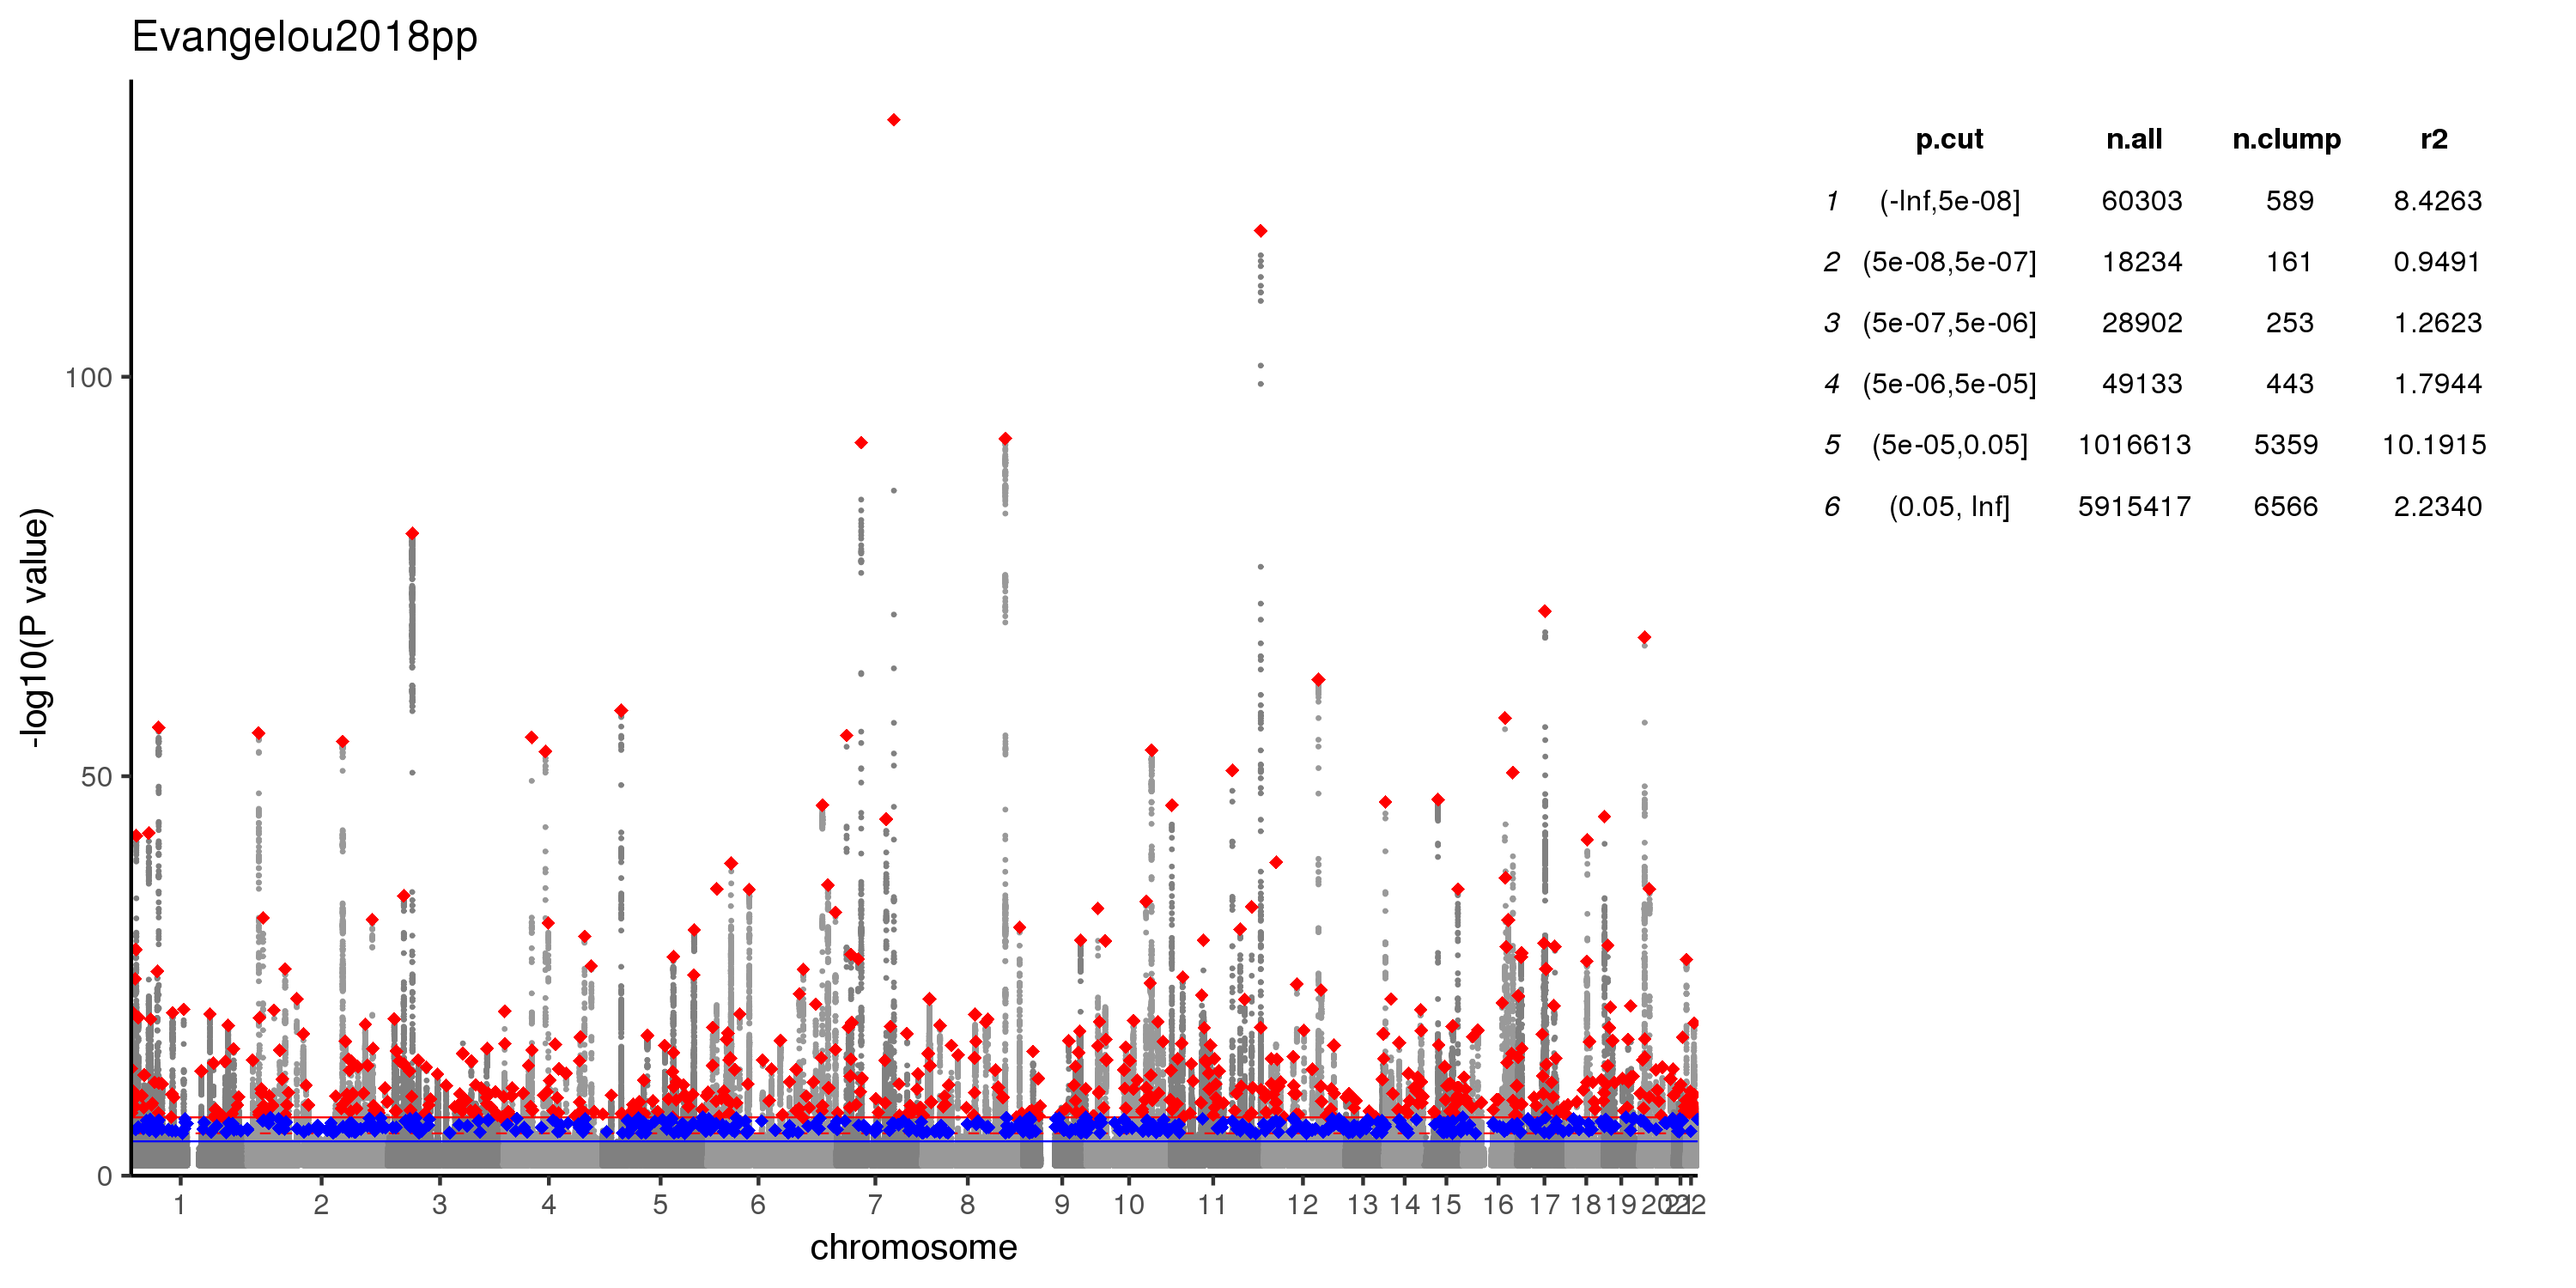 Evangelou2018pp
p.cut n.all n.clump r2
1 (-Inf,5e-08] 60303 589 8.4263
2 (5e-08,5e-07] 18234 161 0.9491
3 (5e-07,5e-06] 28902 253 1.2623
4 (5e-06,5e-05] 49133 443 1.7944
5 (5e-05,0.05] 1016613 5359 10.1915
6 (0.05, Inf] 5915417 6566 2.2340
-log10(P value)
100
50
0
1 2 3 4 5 6 7 8 9 10 11 12 13 14 15 16 17 18 19 20 21 22
chromosome